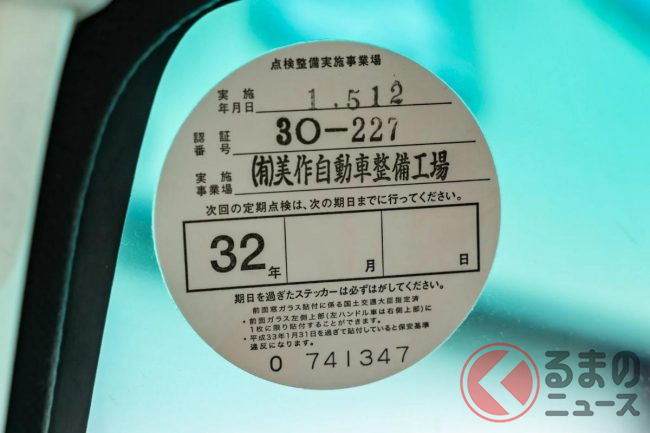 点検整備実施事業場
実施年月日 1.512
認証番号 30-227
実施事業場 (有)美作自動車整備工場
次回の定期点検は、次の期日までに行ってください。
32年 月 日
期日を過ぎたステッカーは必ずはがしてください。
前面窓ガラス貼付に係る国土交通大臣指定済
・前面ガラス左側上部(左ハンドル車は右側上部)に
1枚に限り貼付することができます。
・平成33年1月31日を過ぎて貼付していると保安基準
違反になります。
0 741347
くるまの
ニュース